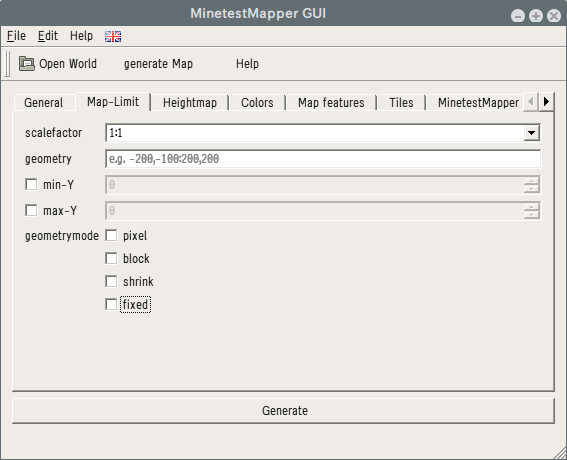 MinetestMapper GUI
File Edit Help
Open World generate Map Help
General Map-Limit Heightmap Colors Map features Tiles MinetestMapper
scalefactor 1:1
geometry e.g. -200,-100:200,200
min-Y 0
max-Y 0
geometrymode pixel
block
shrink
fixed
Generate